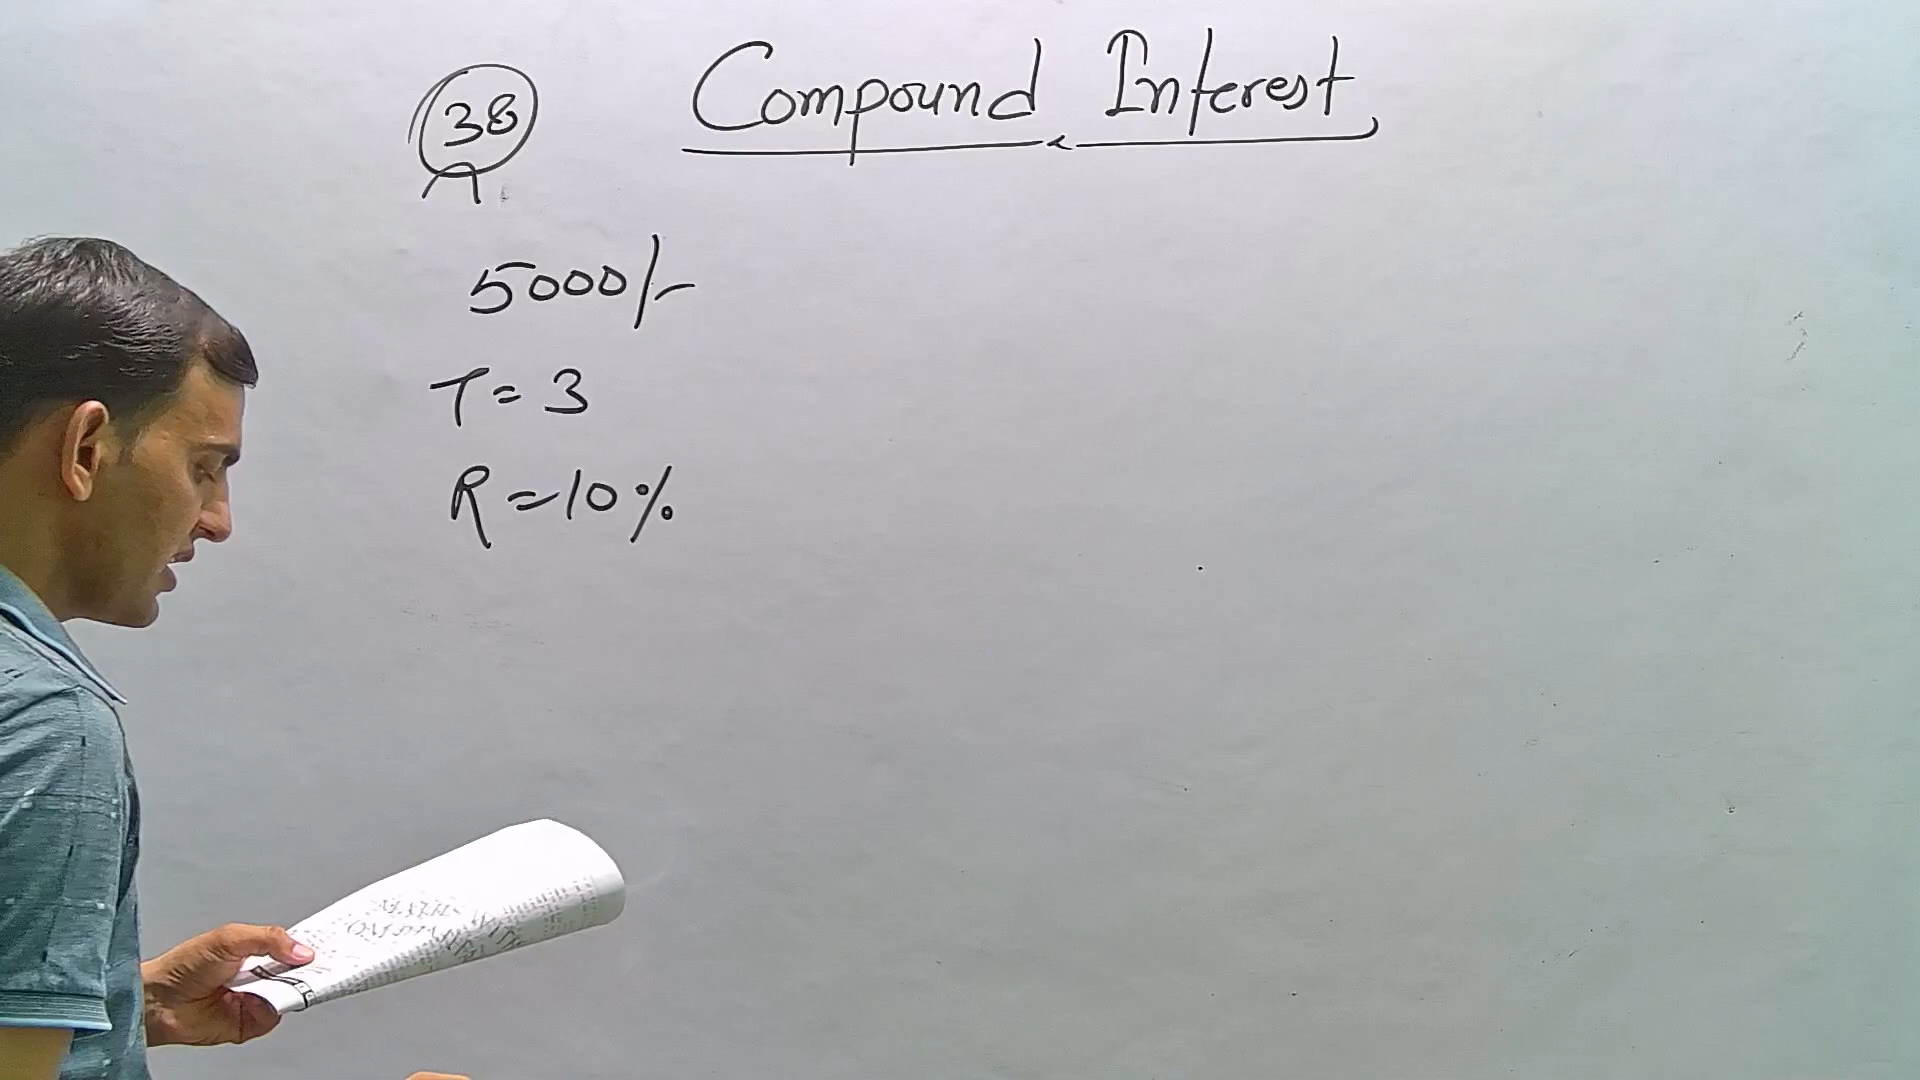 38
Compound Interest
5000/-
T = 3
R = 10%